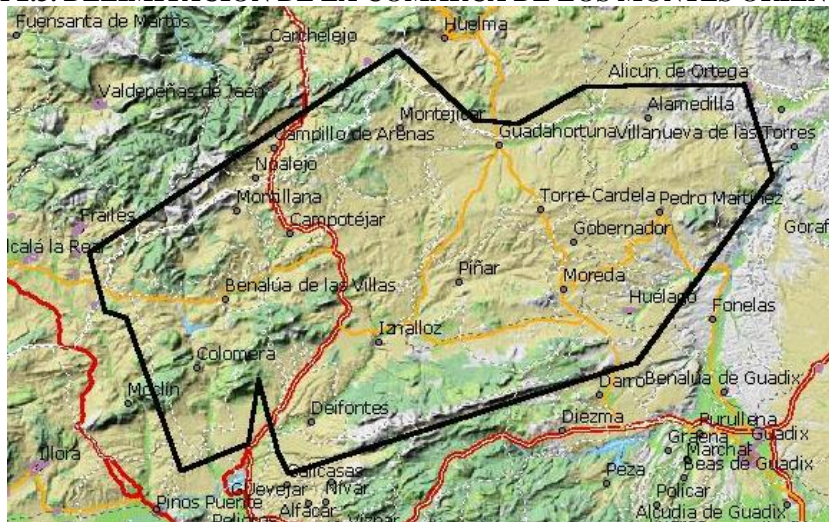 Fuensanta de Martos
Carchelejo
Huelma
Valdepeñas de Jaén
Alicún de Ortega
Montejícar
Alamedilla
Campillo de Arenas
Guadahortuna
Villanueva de las Torres
Noalejo
Montillana
Torre-Cardela
Pedro Martínez
Frailes
Campotéjar
Gobernador
Goraf
lcalá la Real
Piñar
Moreda
Benalúa de las Villas
Huélago
Fonelas
Iznalloz
Colomera
Moclín
Darro
Benalúa de Guadix
Deifontes
Diezma
Purullena
Guadix
Graena
Marchal
Illora
Beas de Guadix
Calicasas
Peza
Güevejar
Nívar
Policar
Pinos Puente
Alfacar
Alcudia de Guadix